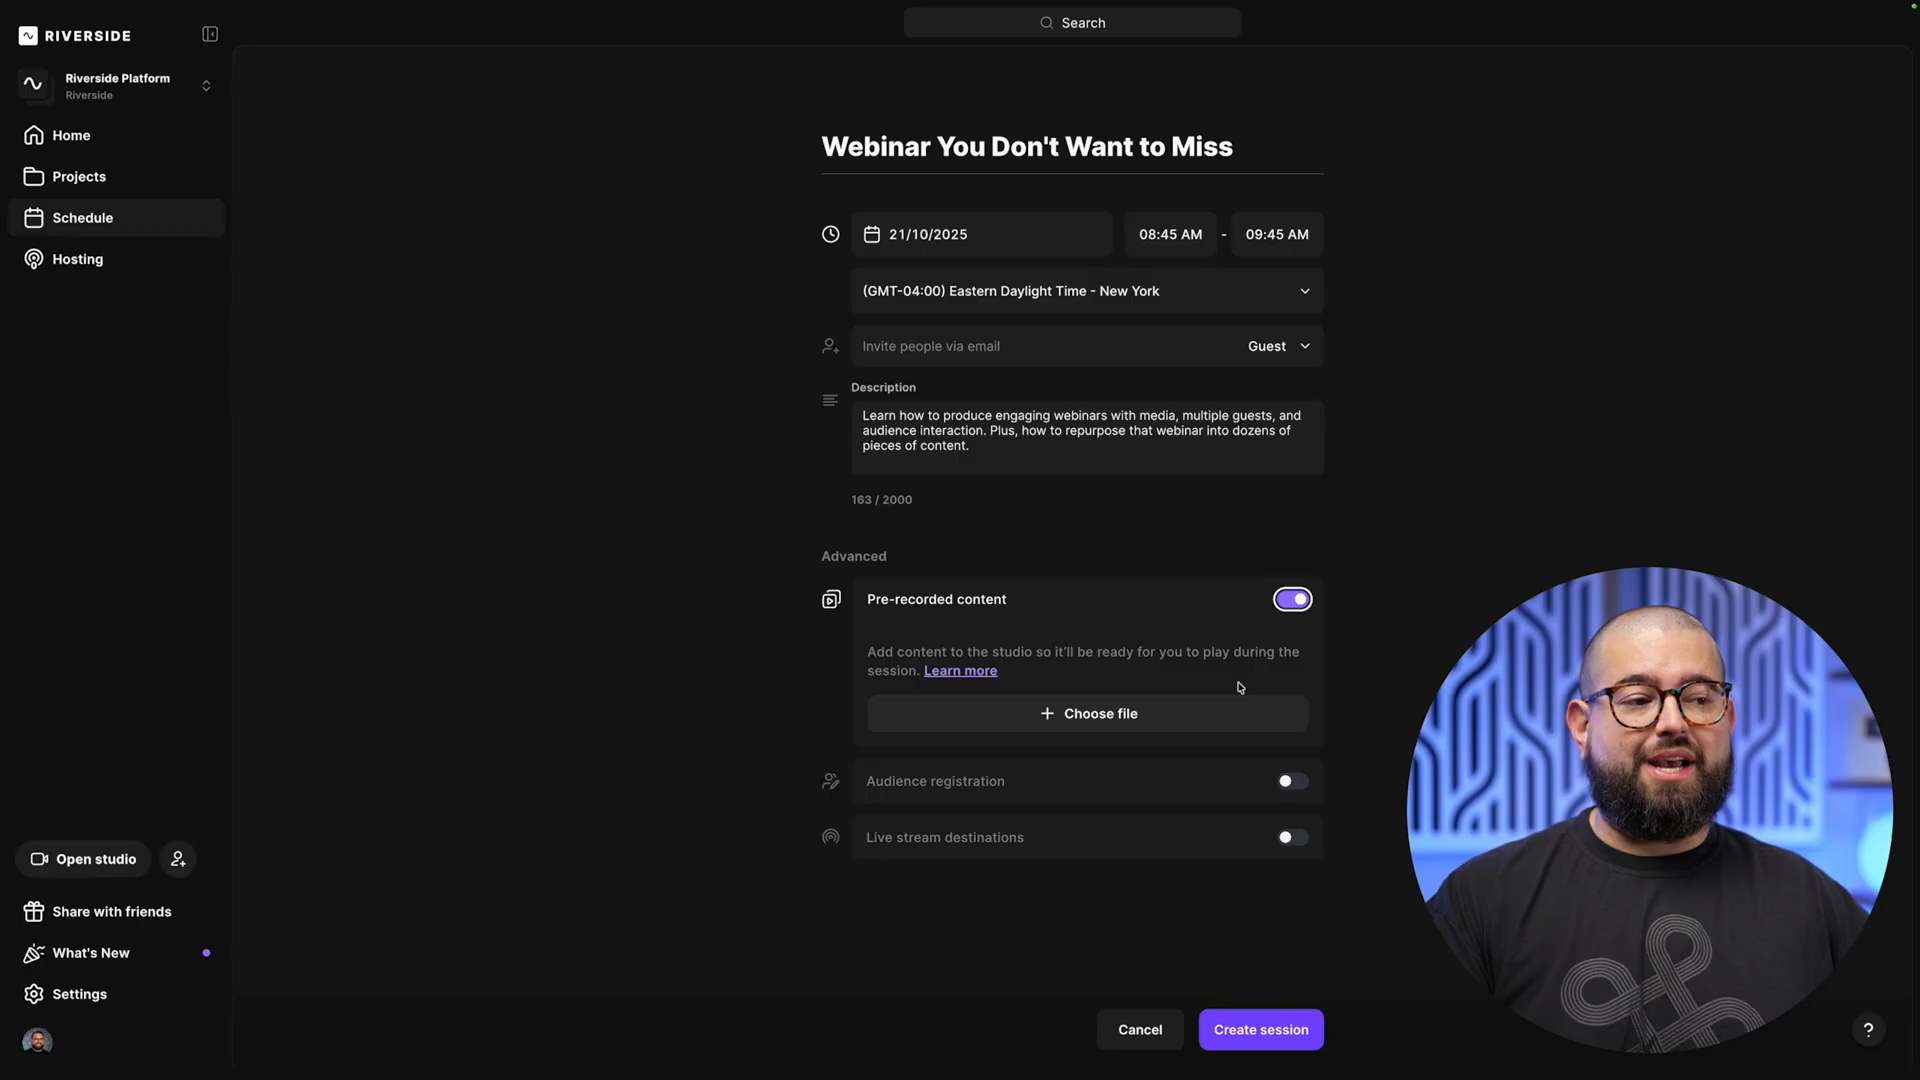 RIVERSIDE
Search
Riverside Platform
Riverside
Home
Projects
Schedule
Hosting
Webinar You Don't Want to Miss
21/10/2025
08:45 AM - 09:45 AM
(GMT-04:00) Eastern Daylight Time - New York
Invite people via email
Guest
Description
Learn how to produce engaging webinars with media, multiple guests, and
audience interaction. Plus, how to repurpose that webinar into dozens of
pieces of content.
163 / 2000
Advanced
Pre-recorded content
Add content to the studio so it'll be ready for you to play during the
session. Learn more
+ Choose file
Audience registration
Live stream destinations
Cancel
Create session
Open studio
Share with friends
What's New
Settings
?